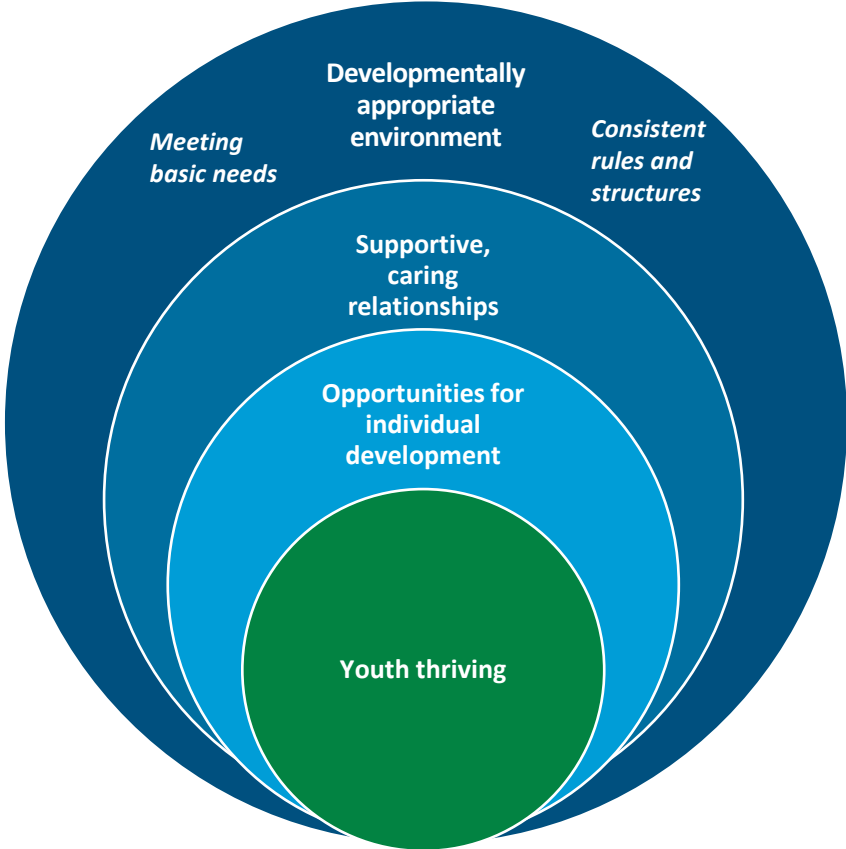 Developmentally
appropriate
environment
Meeting
basic needs
Consistent
rules and
structures
Supportive,
caring
relationships
Opportunities for
individual
development
Youth thriving